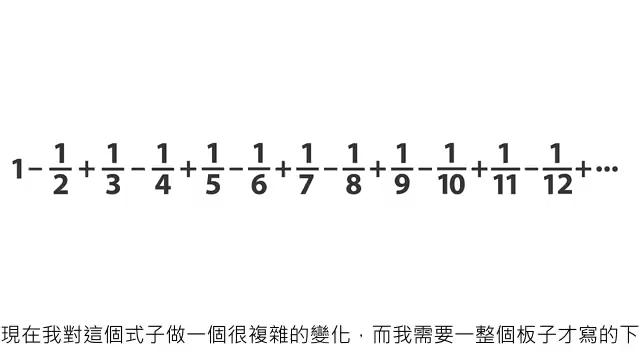 1 − 1/2 + 1/3 − 1/4 + 1/5 − 1/6 + 1/7 − 1/8 + 1/9 − 1/10 + 1/11 − 1/12 + ⋯
現在我對這個式子做一個很複雜的變化，而我需要一整個板子才寫的下